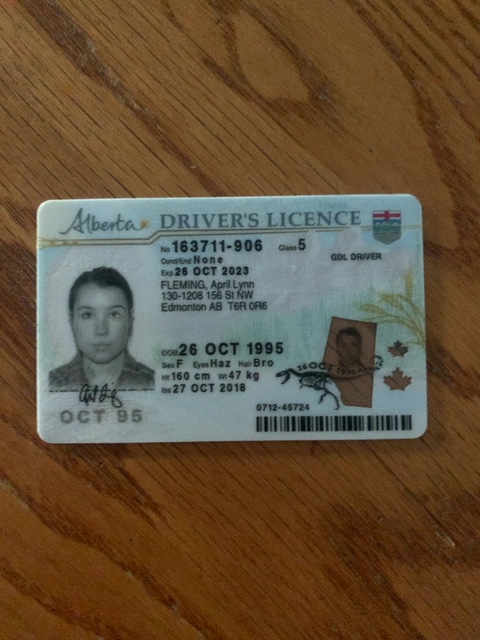 Alberta DRIVER'S LICENCE
No 163711-906 Class 5
Cond/End None GDL DRIVER
Exp 26 OCT 2023
FLEMING, April Lynn
130-1208 156 St NW
Edmonton AB T6R 0R6
DOB 26 OCT 1995
Sex F Eyes Haz Hair Bro
Ht 160 cm Wt 47 kg
Iss 27 OCT 2018
26 OCT 1995
OCT 95
0712-45724